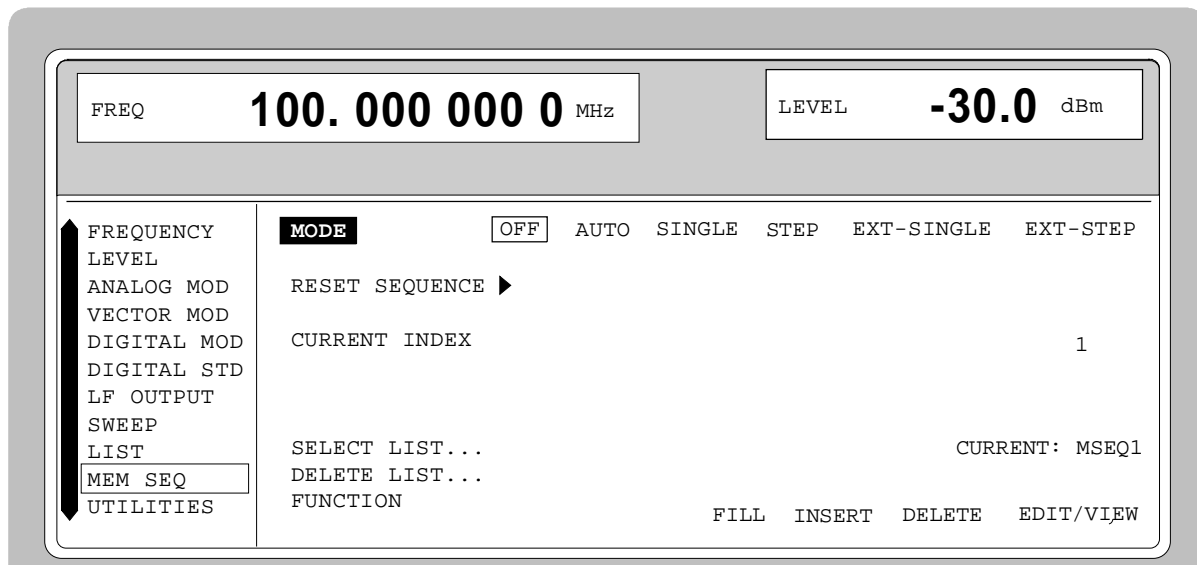 FREQ 100. 000 000 0 MHz LEVEL -30.0 dBm
FREQUENCY
LEVEL
ANALOG MOD
VECTOR MOD
DIGITAL MOD
DIGITAL STD
LF OUTPUT
SWEEP
LIST
MEM SEQ
UTILITIES
MODE OFF AUTO SINGLE STEP EXT-SINGLE EXT-STEP
RESET SEQUENCE
CURRENT INDEX 1
SELECT LIST... CURRENT: MSEQ1
DELETE LIST...
FUNCTION FILL INSERT DELETE EDIT/VIEW